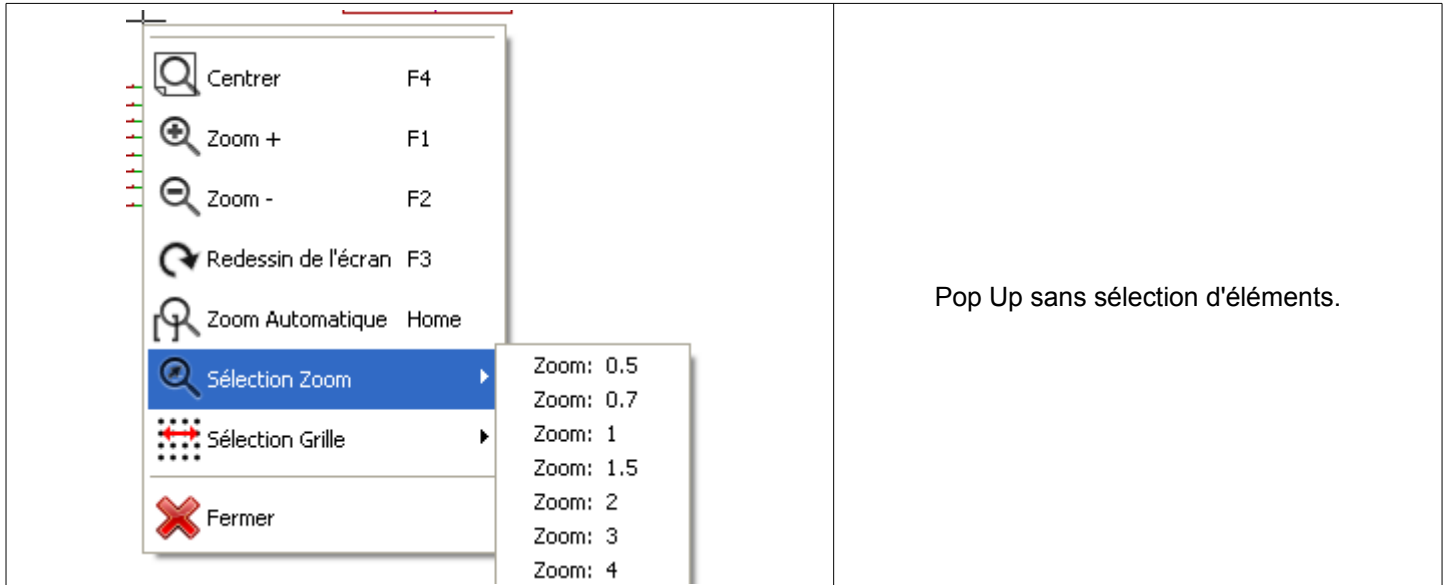 Centrer F4
Zoom + F1
Zoom - F2
Redessin de l'écran F3
Zoom Automatique Home
Sélection Zoom
Sélection Grille
Fermer
Zoom: 0.5
Zoom: 0.7
Zoom: 1
Zoom: 1.5
Zoom: 2
Zoom: 3
Zoom: 4
Pop Up sans sélection d'éléments.